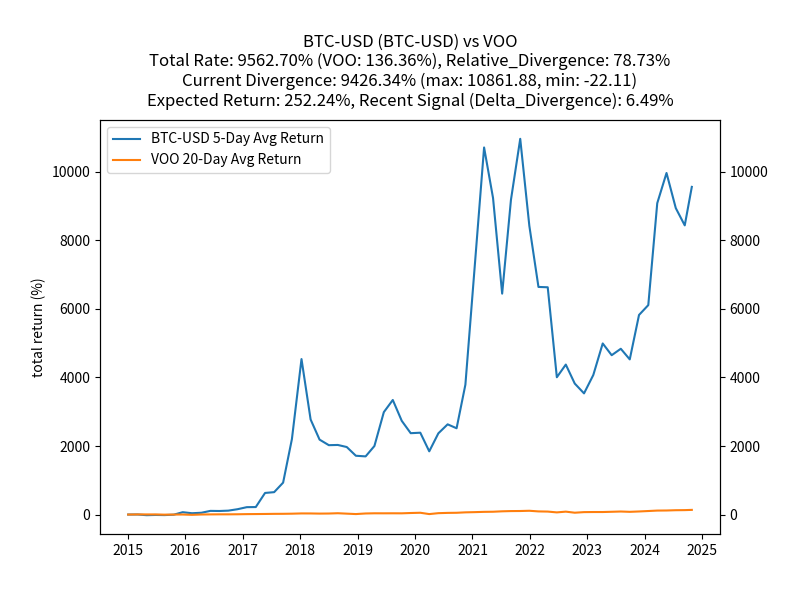 BTC-USD (BTC-USD) vs VOO
Total Rate: 9562.70% (VOO: 136.36%), Relative_Divergence: 78.73%
Current Divergence: 9426.34% (max: 10861.88, min: -22.11)
Expected Return: 252.24%, Recent Signal (Delta_Divergence): 6.49%
BTC-USD 5-Day Avg Return
VOO 20-Day Avg Return
10000 10000
8000 8000
6000 6000
4000 4000
2000 2000
0 0
total return (%)
2015 2016 2017 2018 2019 2020 2021 2022 2023 2024 2025